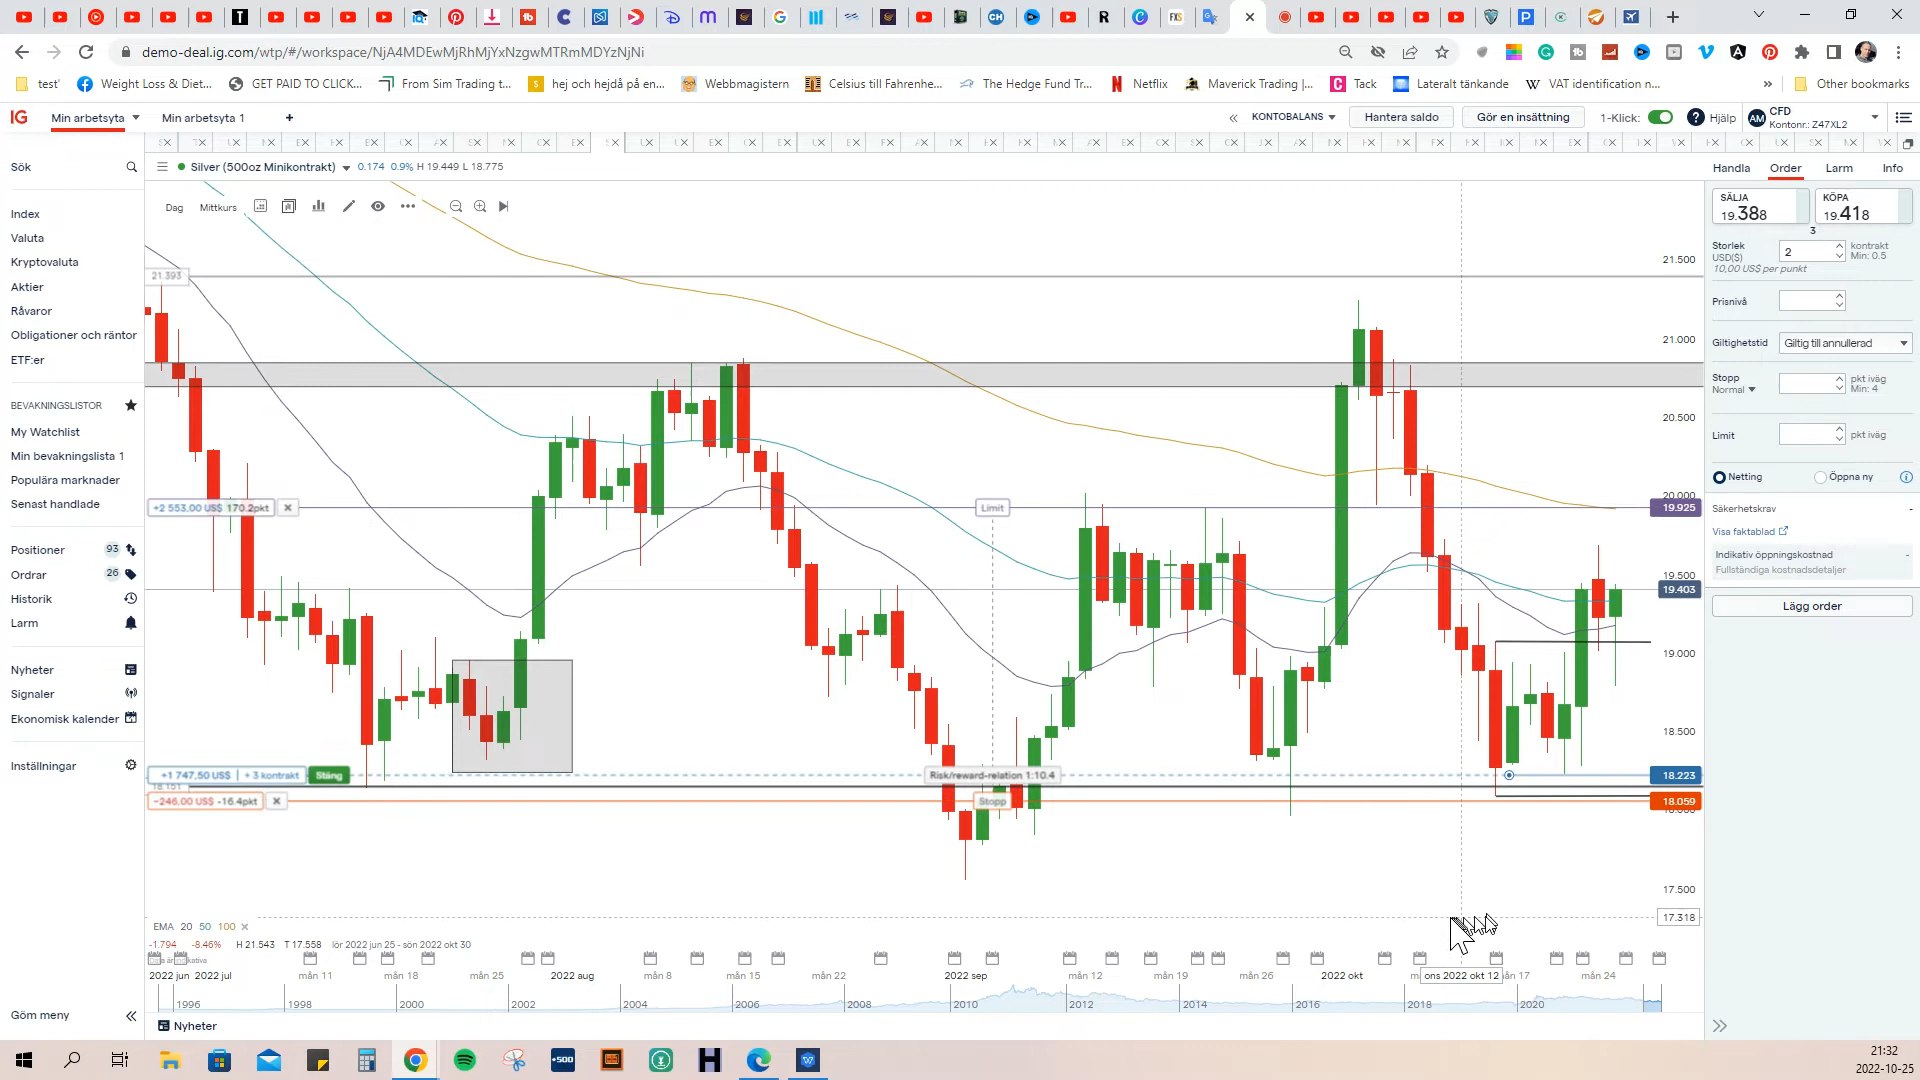 demo-deal.ig.com/wtp/#/workspace/NjA4MDEwMjRhMjYxNzgwMTRmMDYzNjNi
test'
Weight Loss & Diet...
GET PAID TO CLICK...
From Sim Trading t...
hej och hejdå på en...
Webbmagistern
Celsius till Fahrenhe...
The Hedge Fund Tr...
Netflix
Maverick Trading |...
Tack
Lateralt tänkande
VAT identification n...
Other bookmarks
IG
Min arbetsyta
Min arbetsyta 1
KONTOBALANS
Hantera saldo
Gör en insättning
1-Klick:
Hjälp
AM
CFD
Kontonr.: Z47XL2
Sök
Silver (500oz Minikontrakt)
0.174 0.9% H 19.449 L 18.775
Handla
Order
Larm
Info
Dag
Mittkurs
Index
Valuta
Kryptovaluta
Aktier
Råvaror
Obligationer och räntor
ETF:er
BEVAKNINGSLISTOR
My Watchlist
Min bevakningslista 1
Populära marknader
Senast handlade
Positioner 93
Ordrar 26
Historik
Larm
Nyheter
Signaler
Ekonomisk kalender
Inställningar
Göm meny
21.393
+2 553,00 US$ 170.2pkt
Limit
+1 747,50 US$ + 3 kontrakt Stäng
18.151
Risk/reward-relation 1:10.4
-246,00 US$ -16.4pkt
Stopp
21.500
21.000
20.500
20.000
19.925
19.500
19.403
19.000
18.500
18.223
18.059
17.500
17.318
EMA 20 50 100
-1.794 -8.46% H 21.543 T 17.558 lör 2022 jun 25 - sön 2022 okt 30
2022 jun 2022 jul mån 11 mån 18 mån 25 2022 aug mån 8 mån 15 mån 22 2022 sep mån 12 mån 19 mån 26 2022 okt ons 2022 okt 12 ån 17 mån 24
1996 1998 2000 2002 2004 2006 2008 2010 2012 2014 2016 2018 2020
Nyheter
SÄLJA
19.388
KÖPA
19.418
3
Storlek
USD($)
2
kontrakt
Min: 0.5
10,00 US$ per punkt
Prisnivå
Giltighetstid
Giltig till annullerad
Stopp
Normal
pkt iväg
Min: 4
Limit
pkt iväg
Netting
Öppna ny
Säkerhetskrav
-
Visa faktablad
Indikativ öppningskostnad
-
Fullständiga kostnadsdetaljer
Lägg order
21:32
2022-10-25